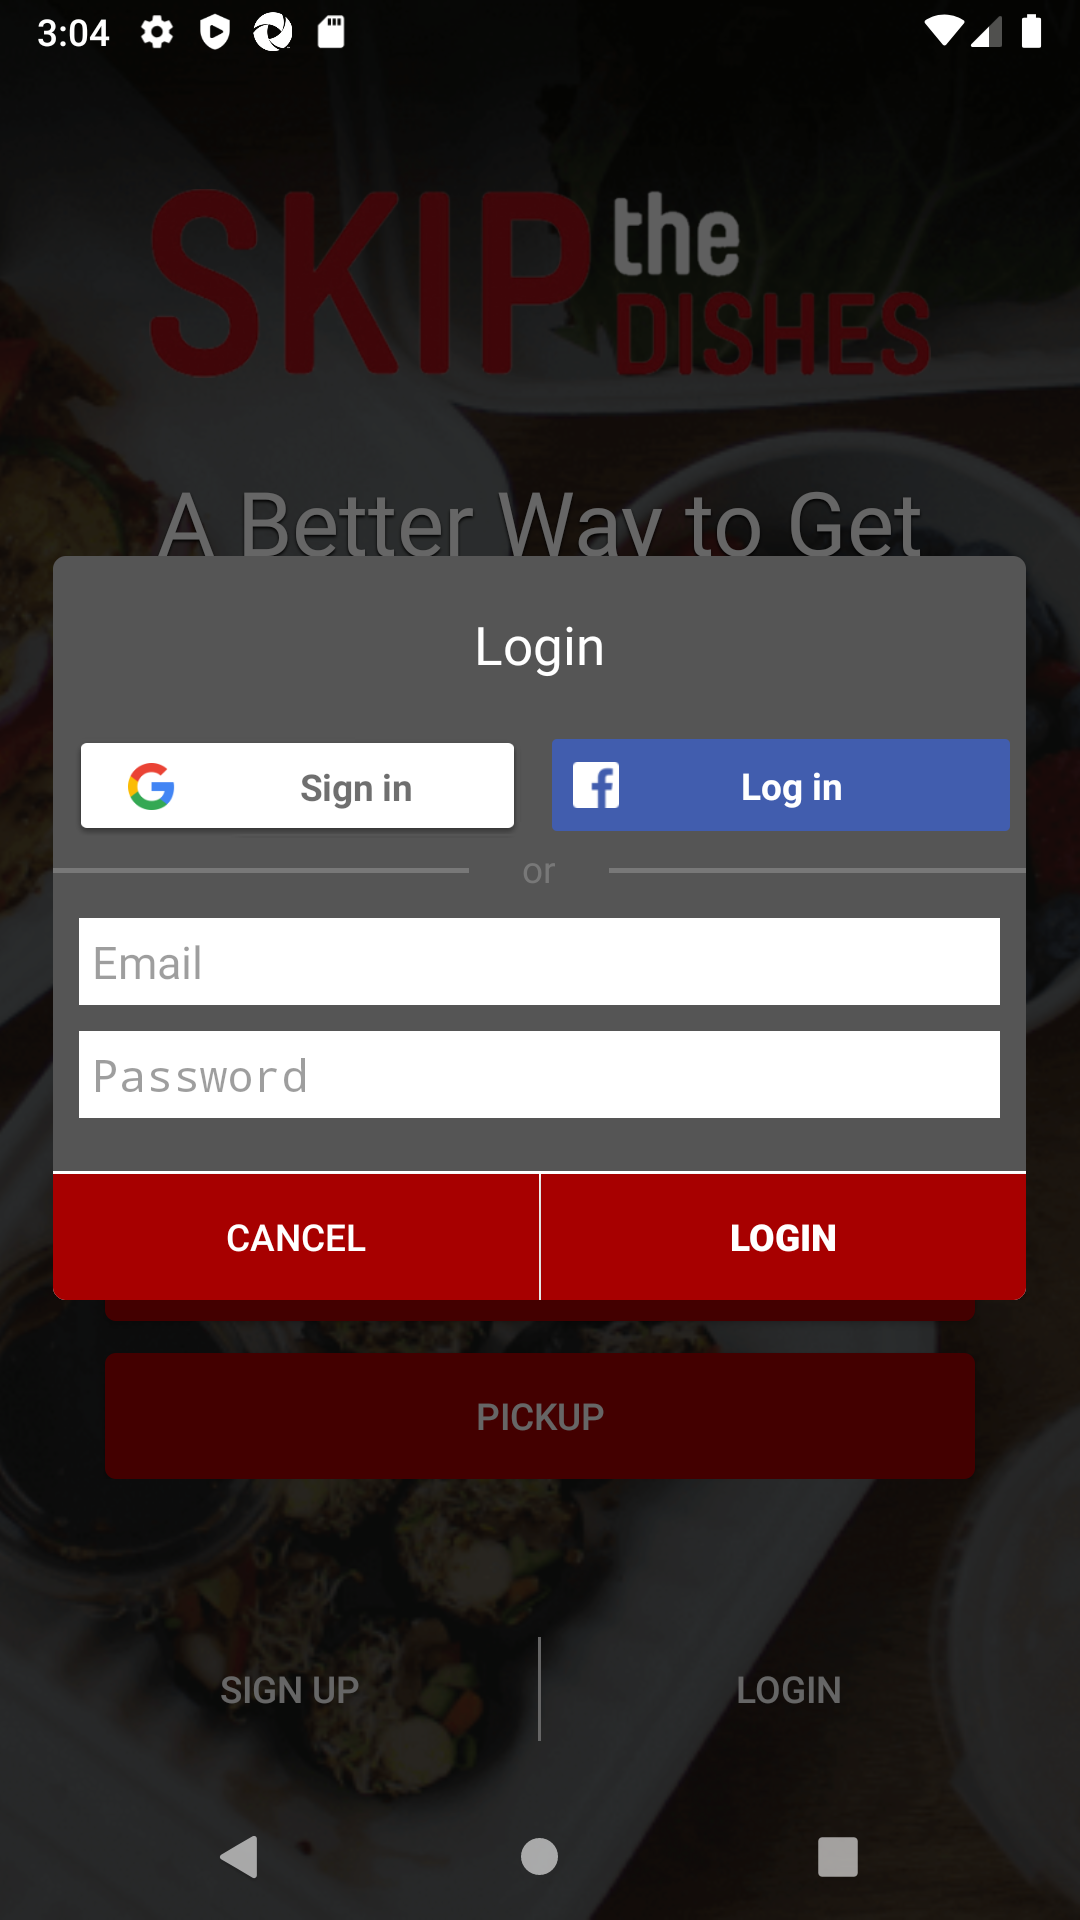 3:04
SKIP the DISHES
A Better Way to Get
Login
Sign in
Log in
or
Email
Password
CANCEL
LOGIN
PICKUP
SIGN UP
LOGIN